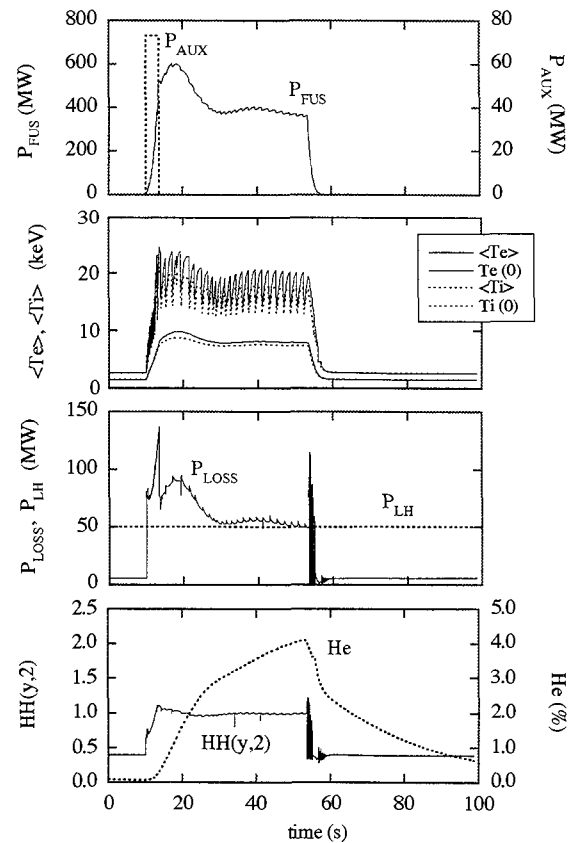 800
600
400
200
0
P_FUS (MW)
P_AUX
P_FUS
80
60
40
20
0
P_AUX (MW)
30
20
10
0
<Te>, <Ti> (keV)
<Te>
Te (0)
<Ti>
Ti (0)
150
100
50
0
P_LOSS, P_LH (MW)
P_LOSS
P_LH
2.5
2.0
1.5
1.0
0.5
0.0
HH(y,2)
He
HH(y,2)
5.0
4.0
3.0
2.0
1.0
0.0
He (%)
0 20 40 60 80 100
time (s)